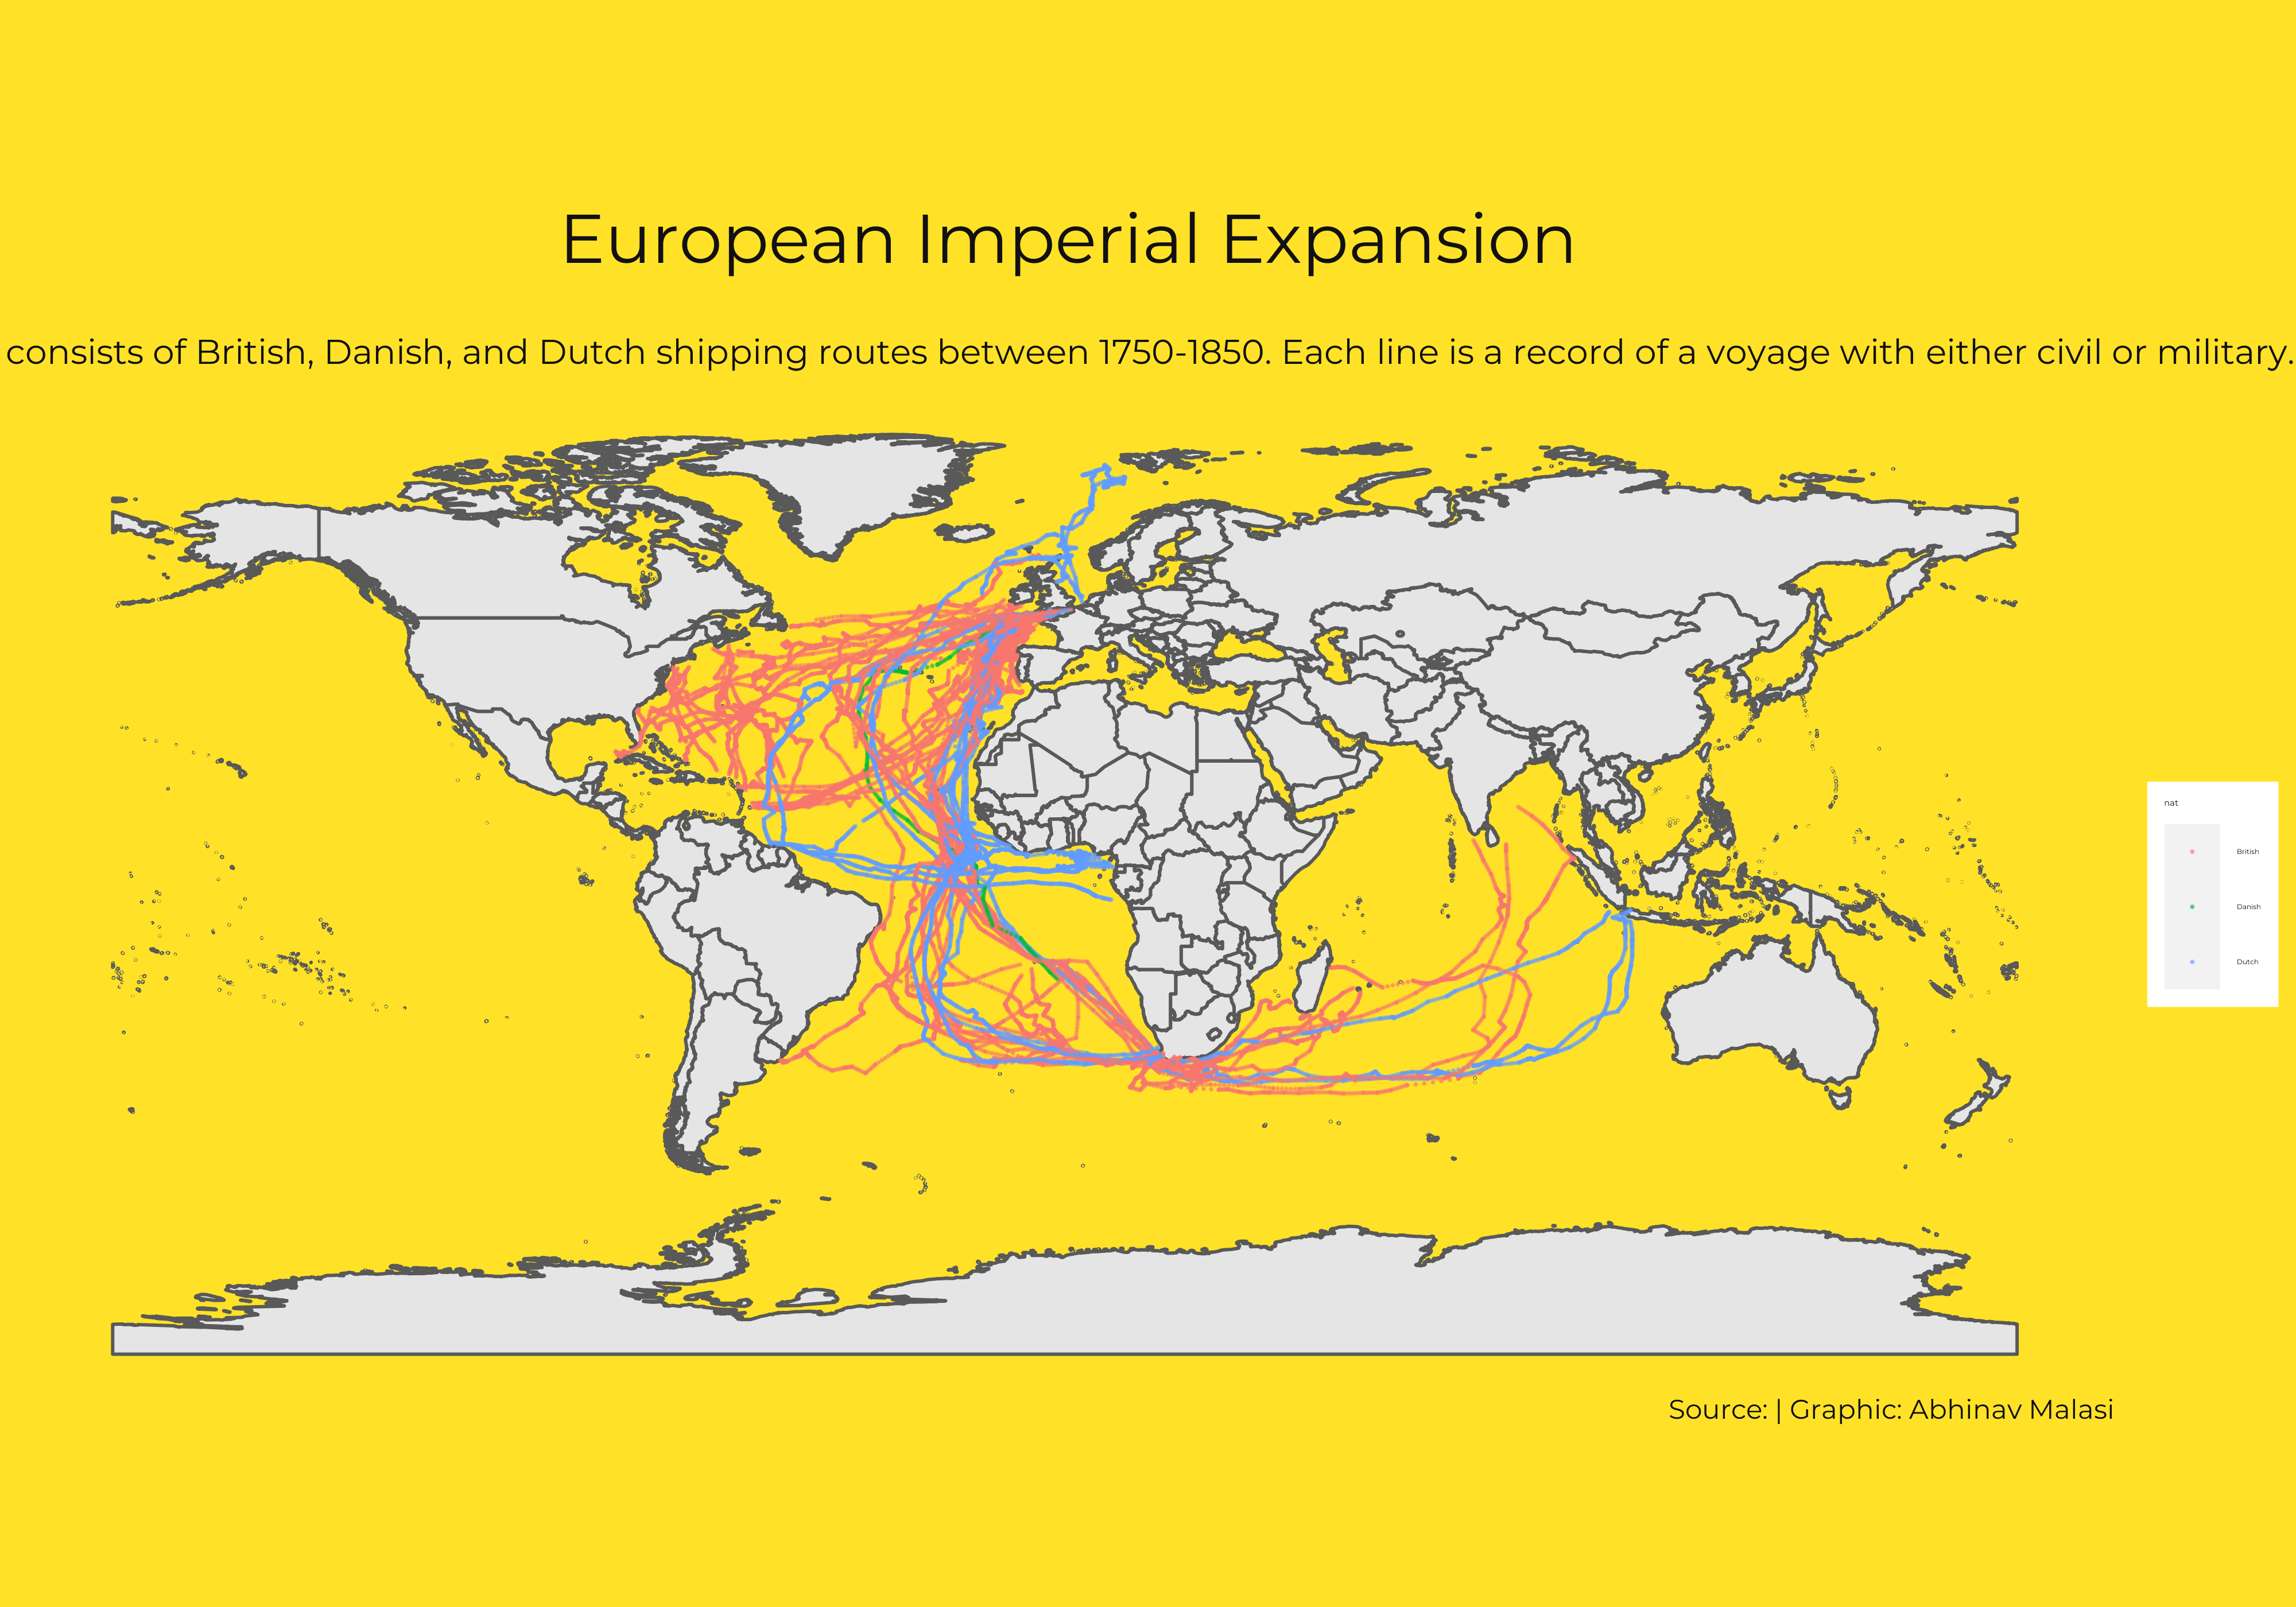 European Imperial Expansion
consists of British, Danish, and Dutch shipping routes between 1750-1850. Each line is a record of a voyage with either civil or military.
nat
British
Danish
Dutch
Source: | Graphic: Abhinav Malasi